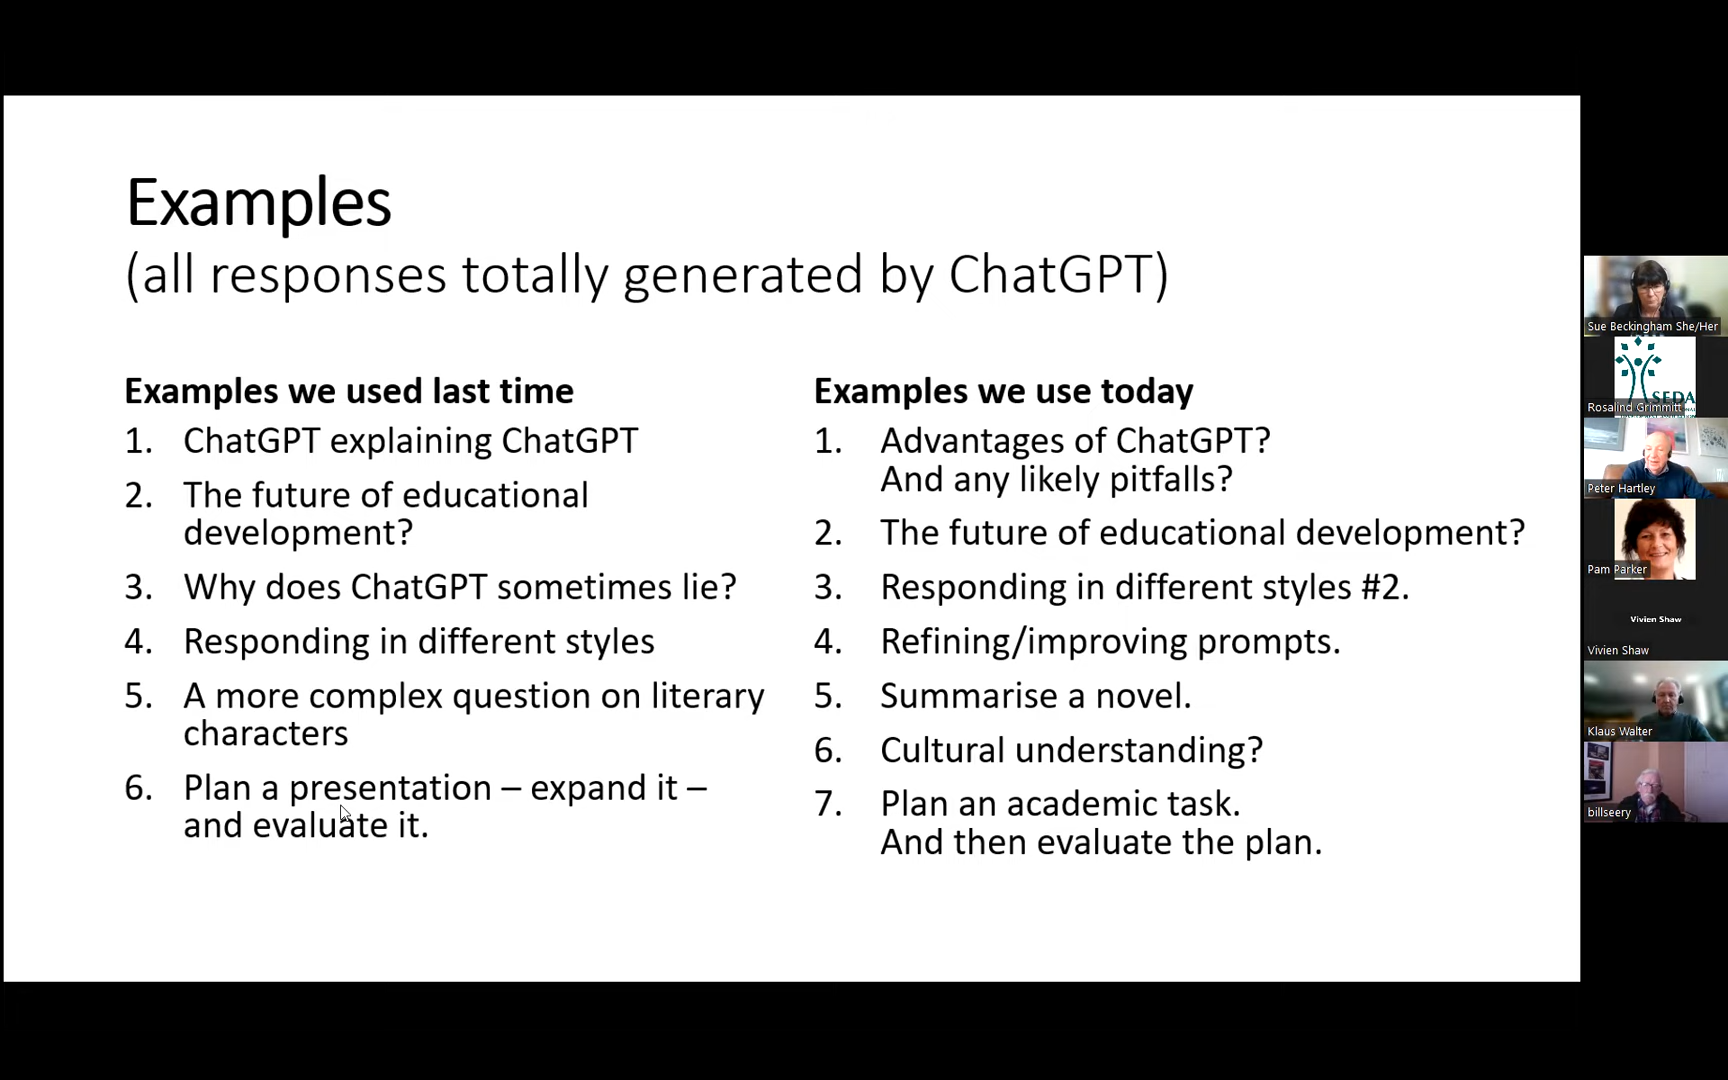 Examples
(all responses totally generated by ChatGPT)
Examples we used last time
1. ChatGPT explaining ChatGPT
2. The future of educational
development?
3. Why does ChatGPT sometimes lie?
4. Responding in different styles
5. A more complex question on literary
characters
6. Plan a presentation – expand it –
and evaluate it.
Examples we use today
1. Advantages of ChatGPT?
And any likely pitfalls?
2. The future of educational development?
3. Responding in different styles #2.
4. Refining/improving prompts.
5. Summarise a novel.
6. Cultural understanding?
7. Plan an academic task.
And then evaluate the plan.
Sue Beckingham She/Her
SEDA
Rosalind Grimmitt
Peter Hartley
Pam Parker
Vivien Shaw
Vivien Shaw
Klaus Walter
billseery